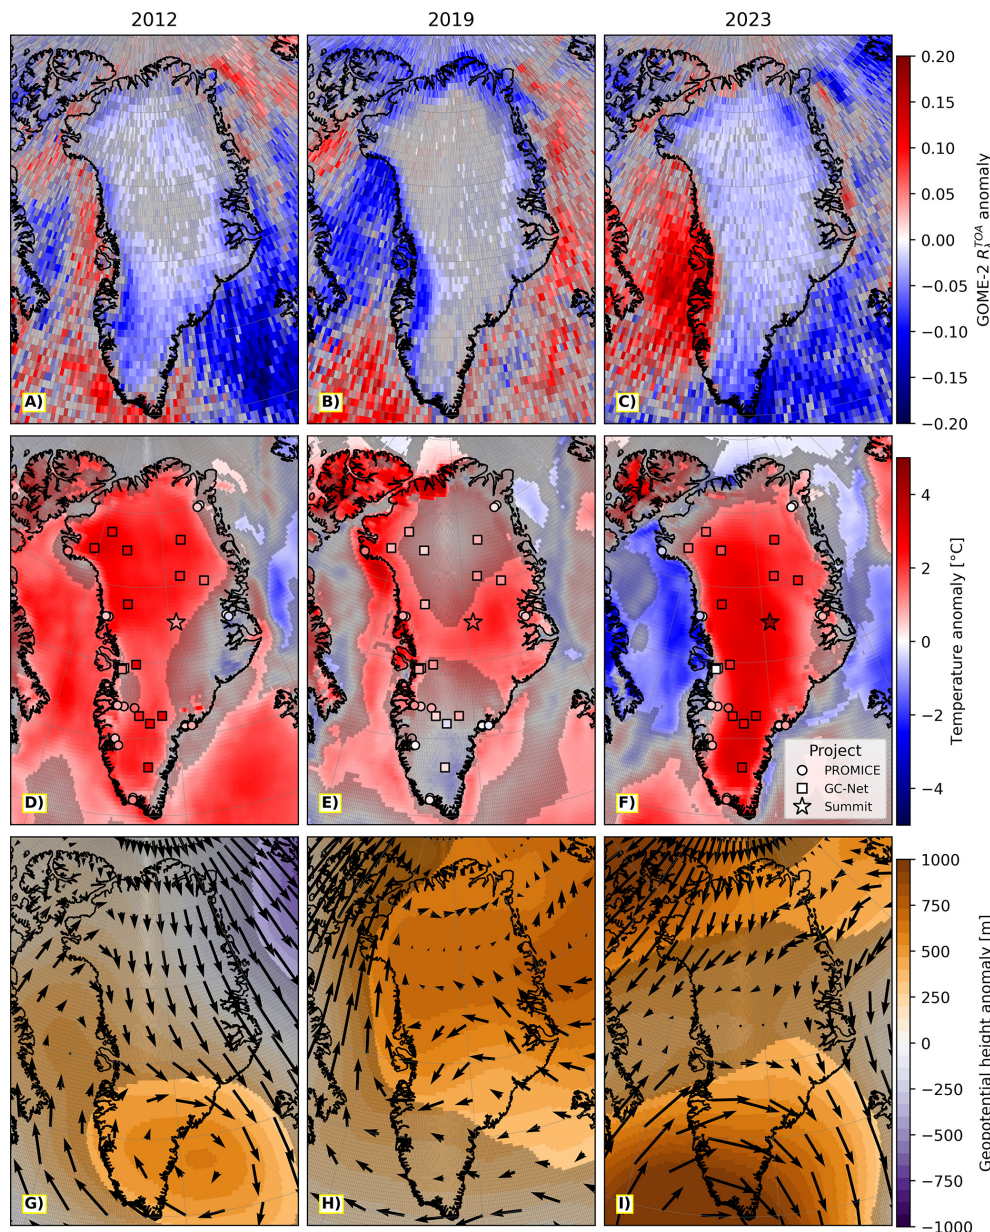 2012 2019 2023
A) B) C)
0.20
0.15
0.10
0.05
0.00
−0.05
−0.10
−0.15
−0.20
GOME-2 R_λ^TOA anomaly
D) E) F)
Project
PROMICE
GC-Net
Summit
4
2
0
−2
−4
Temperature anomaly [°C]
G) H) I)
1000
750
500
250
0
−250
−500
−750
−1000
Geopotential height anomaly [m]